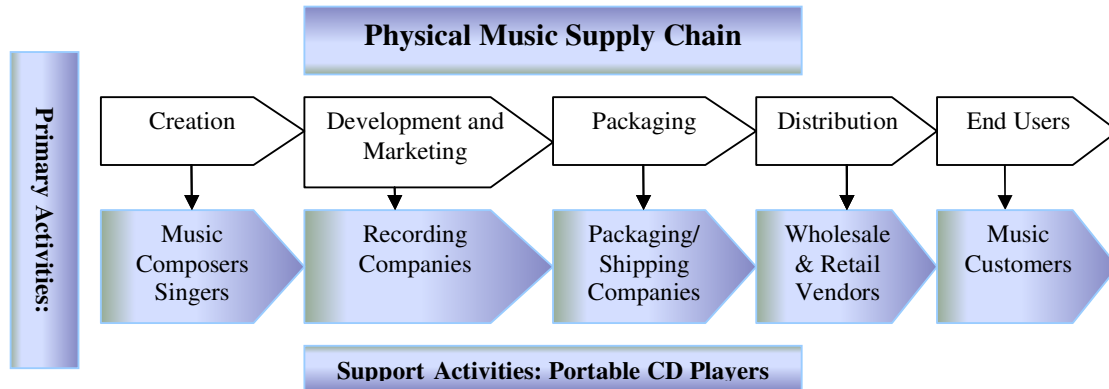 Physical Music Supply Chain
Primary Activities:
Creation
Development and
Marketing
Packaging
Distribution
End Users
Music
Composers
Singers
Recording
Companies
Packaging/
Shipping
Companies
Wholesale
& Retail
Vendors
Music
Customers
Support Activities: Portable CD Players